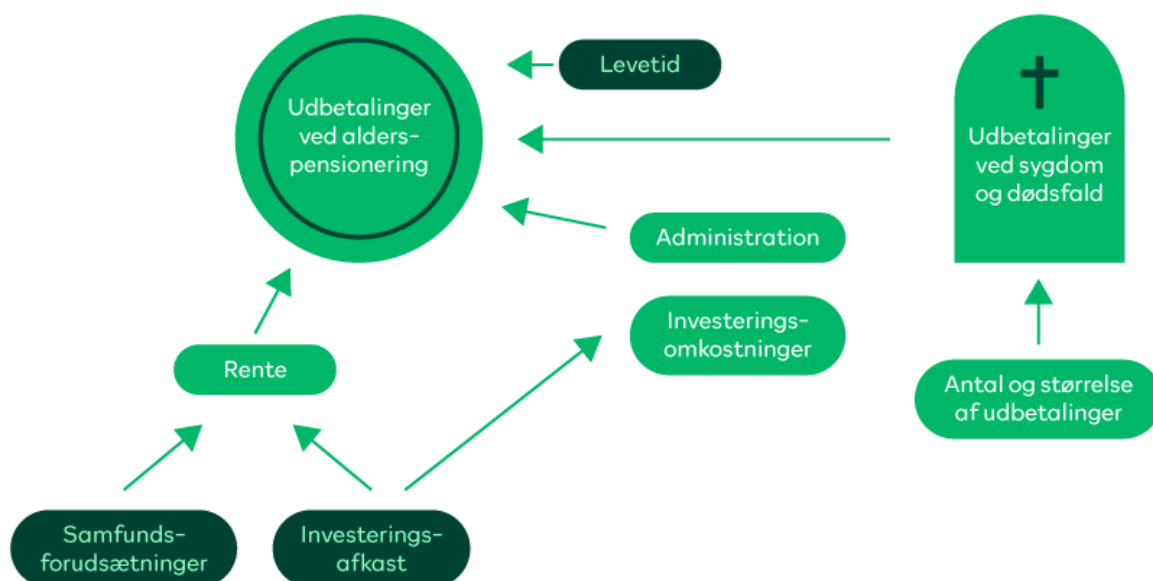 Udbetalinger
ved alders-
pensionering
Levetid
Udbetalinger
ved sygdom
og dødsfald
Administration
Investerings-
omkostninger
Rente
Antal og størrelse
af udbetalinger
Samfunds-
forudsætninger
Investerings-
afkast